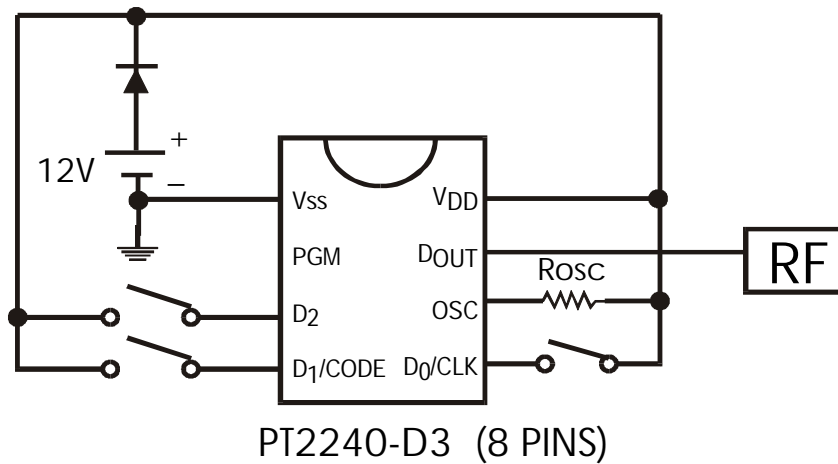 12V
+
−
Vss
PGM
D2
D1/CODE
VDD
DOUT
OSC
D0/CLK
ROSC
RF
PT2240-D3 (8 PINS)